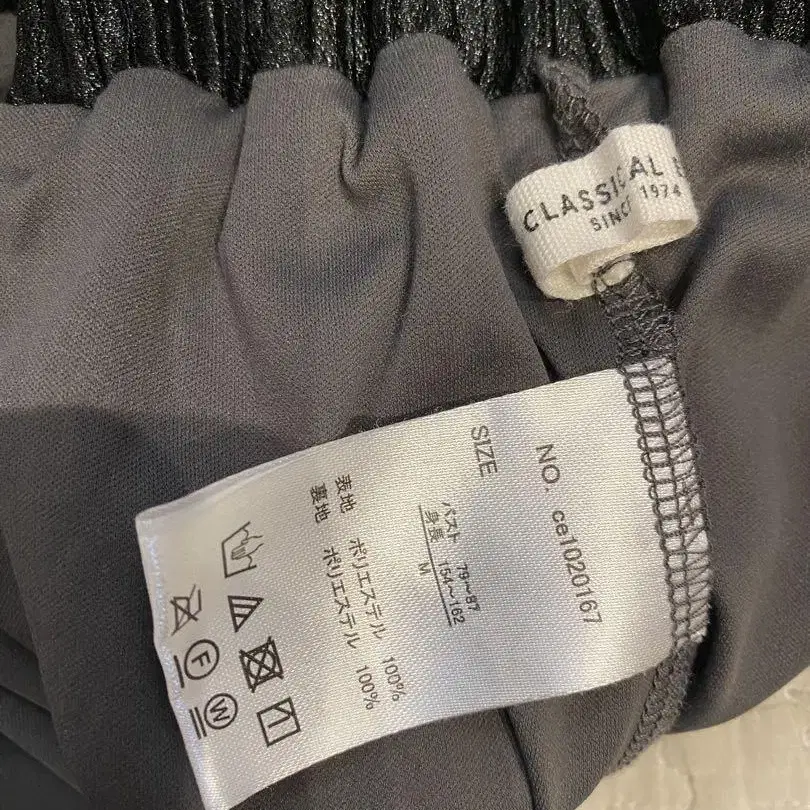 CLASSICAL
SINCE 1974
NO. ce1020167
SIZE
バスト 79～87
身長 154～162
M
表地 ポリエステル 100%
裏地 ポリエステル 100%
F
W